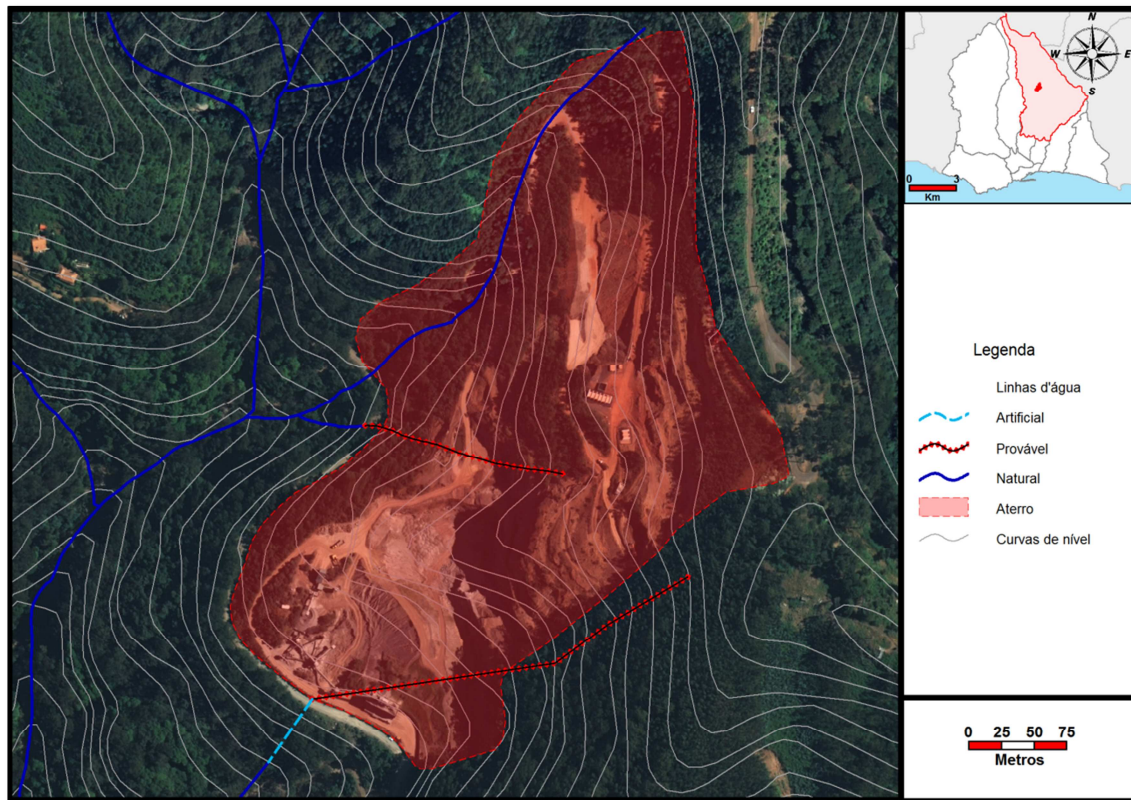 N
W
E
S
0
3
Km
Legenda
Linhas d'água
Artificial
Provável
Natural
Aterro
Curvas de nível
0 25 50 75
Metros